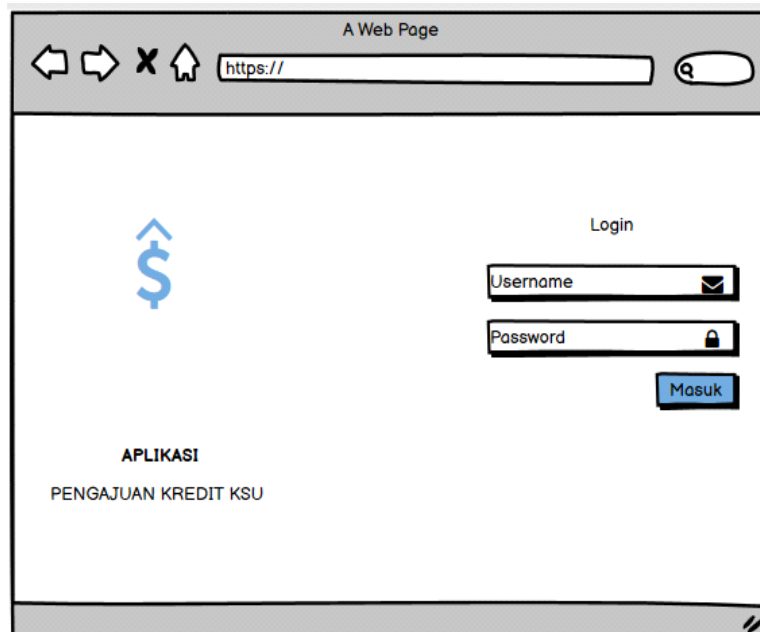 A Web Page
https://
$
Login
Username
Password
Masuk
APLIKASI
PENGAJUAN KREDIT KSU